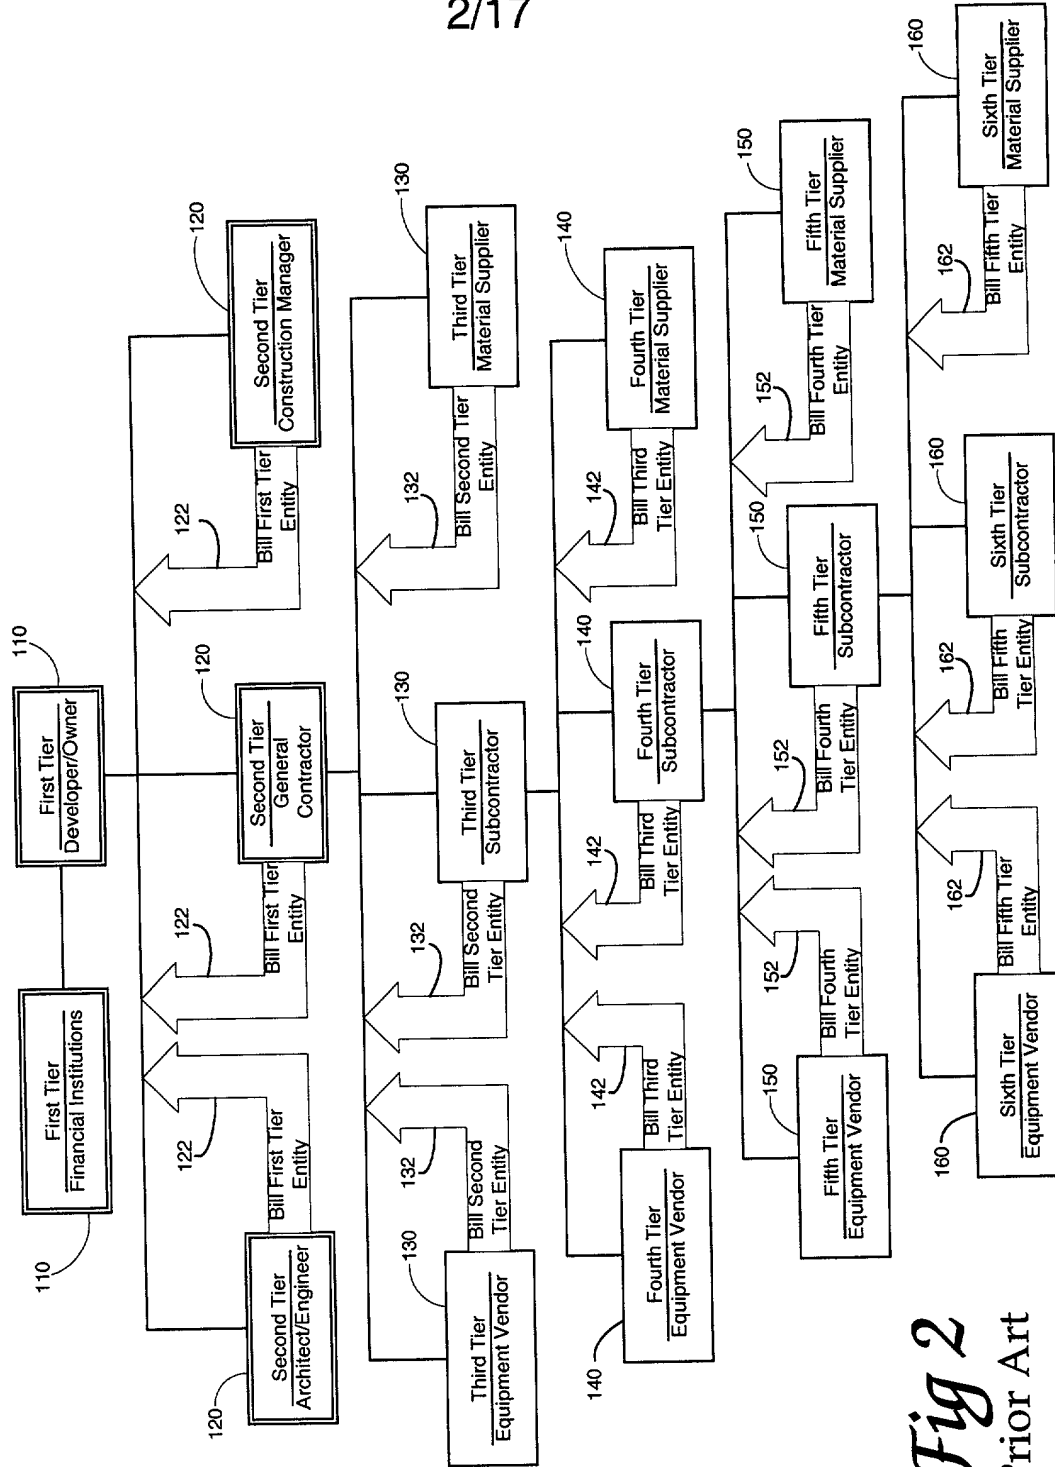 2/17
110
First Tier
Financial Institutions
110
First Tier
Developer/Owner
120
Second Tier
Architect/Engineer
122
Bill First Tier
Entity
122
Bill First Tier
Entity
120
Second Tier
General
Contractor
122
Bill First Tier
Entity
120
Second Tier
Construction Manager
130
Third Tier
Equipment Vendor
132
Bill Second
Tier Entity
132
Bill Second
Tier Entity
130
Third Tier
Subcontractor
132
Bill Second Tier
Entity
130
Third Tier
Material Supplier
140
Fourth Tier
Equipment Vendor
142
Bill Third
Tier Entity
142
Bill Third
Tier Entity
140
Fourth Tier
Subcontractor
142
Bill Third
Tier Entity
140
Fourth Tier
Material Supplier
150
Fifth Tier
Equipment Vendor
152
Bill Fourth
Tier Entity
152
Bill Fourth
Tier Entity
150
Fifth Tier
Subcontractor
152
Bill Fourth Tier
Entity
150
Fifth Tier
Material Supplier
160
Sixth Tier
Equipment Vendor
162
Bill Fifth Tier
Entity
162
Bill Fifth
Tier Entity
160
Sixth Tier
Subcontractor
162
Bill Fifth Tier
Entity
160
Sixth Tier
Material Supplier
Fig 2
Prior Art